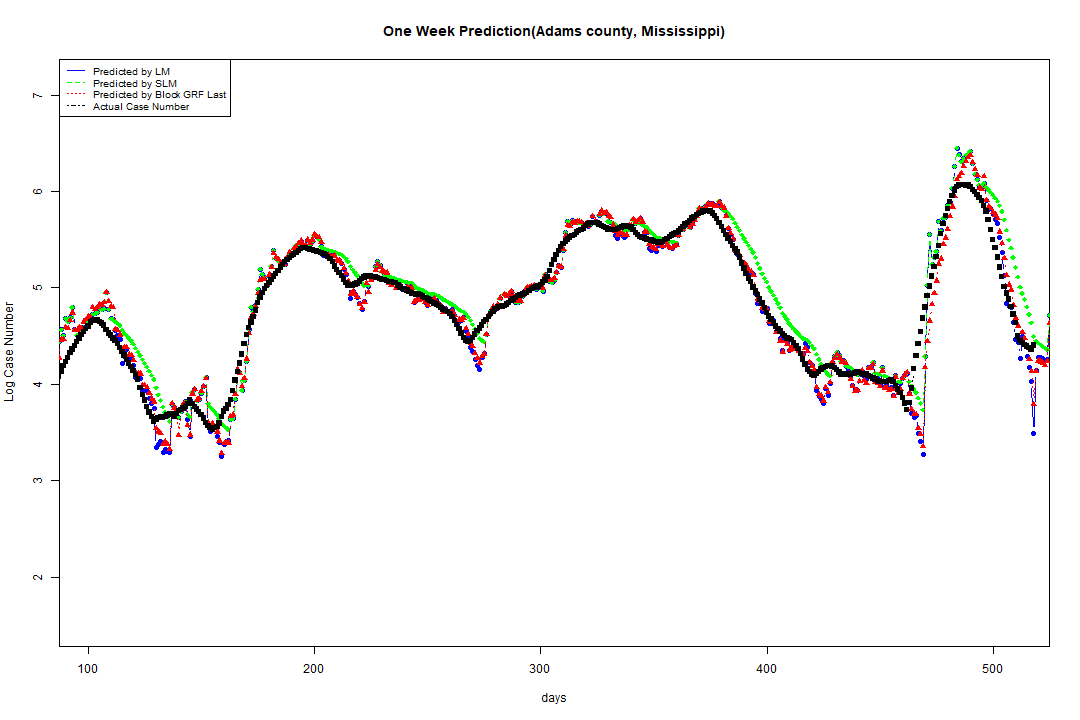 One Week Prediction(Adams county, Mississippi)
Predicted by LM
Predicted by SLM
Predicted by Block GRF Last
Actual Case Number
7
6
5
4
3
2
Log Case Number
100 200 300 400 500
days